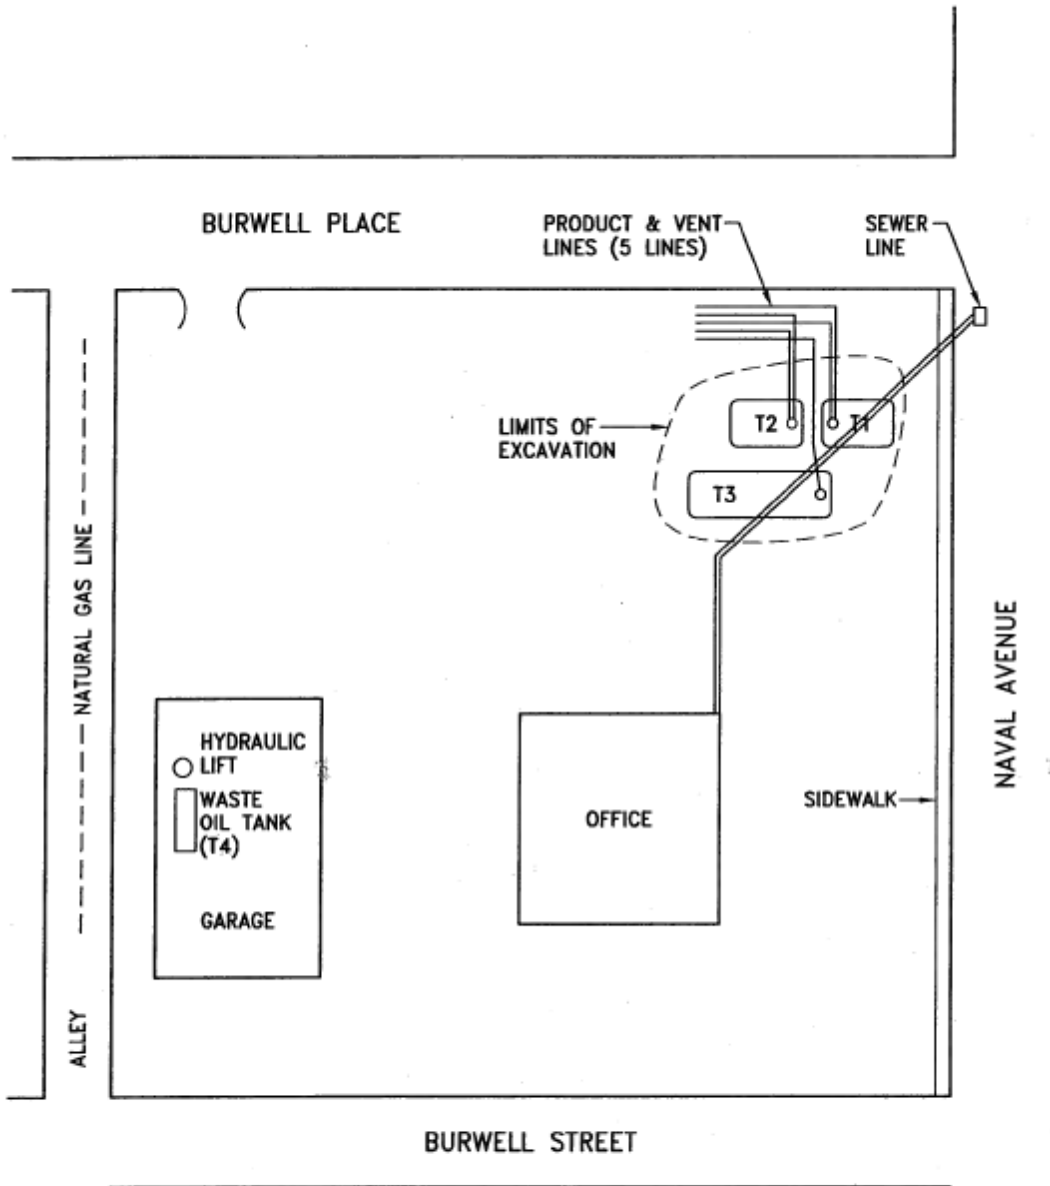 BURWELL PLACE
PRODUCT & VENT
LINES (5 LINES)
SEWER
LINE
LIMITS OF
EXCAVATION
T2
T1
T3
NATURAL GAS LINE
NAVAL AVENUE
HYDRAULIC
LIFT
WASTE
OIL TANK
(T4)
GARAGE
OFFICE
SIDEWALK
ALLEY
BURWELL STREET